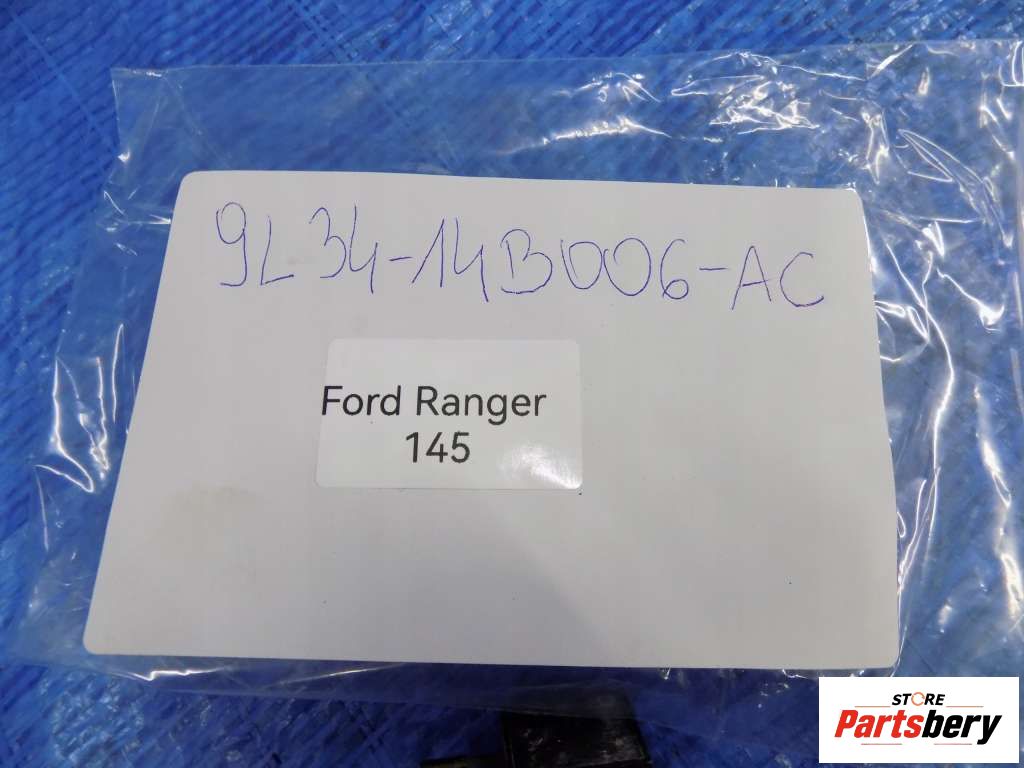 9L34-14B006-AC
Ford Ranger
145
STORE
Partsbery